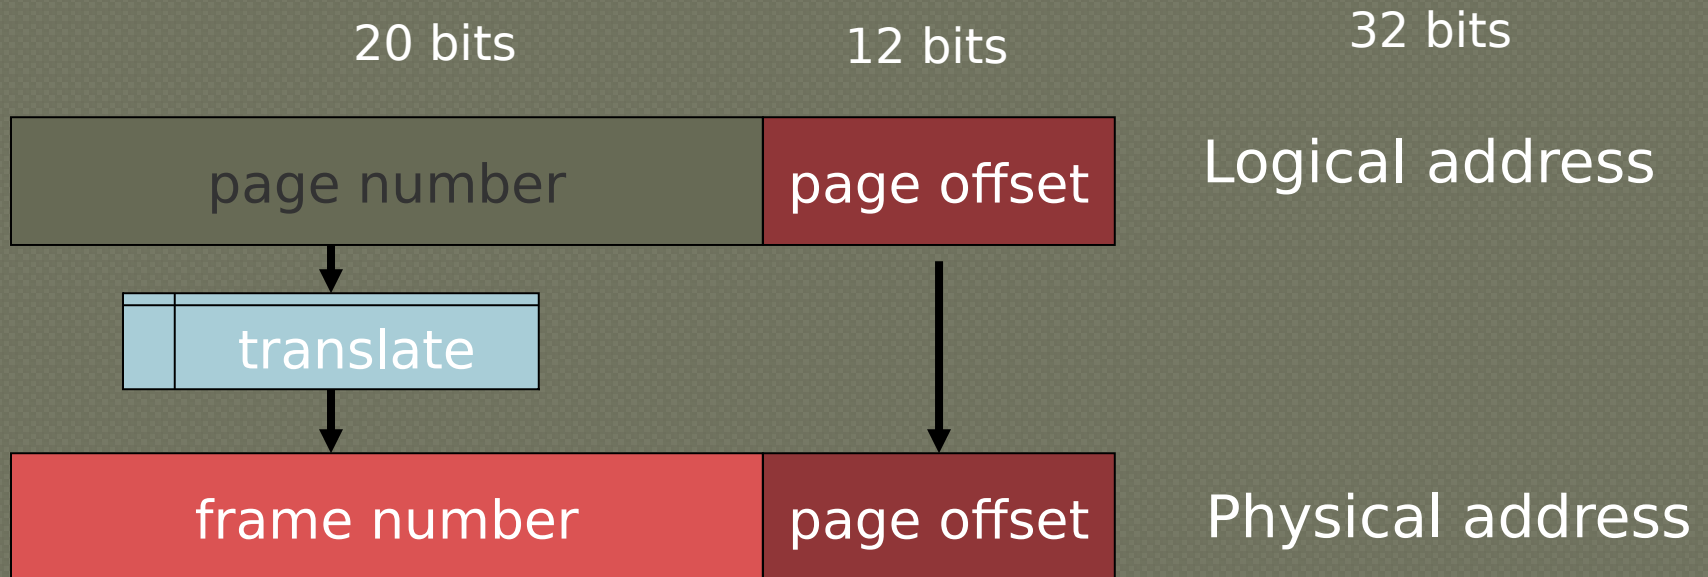 20 bits
12 bits
32 bits
page number
page offset
Logical address
translate
frame number
page offset
Physical address